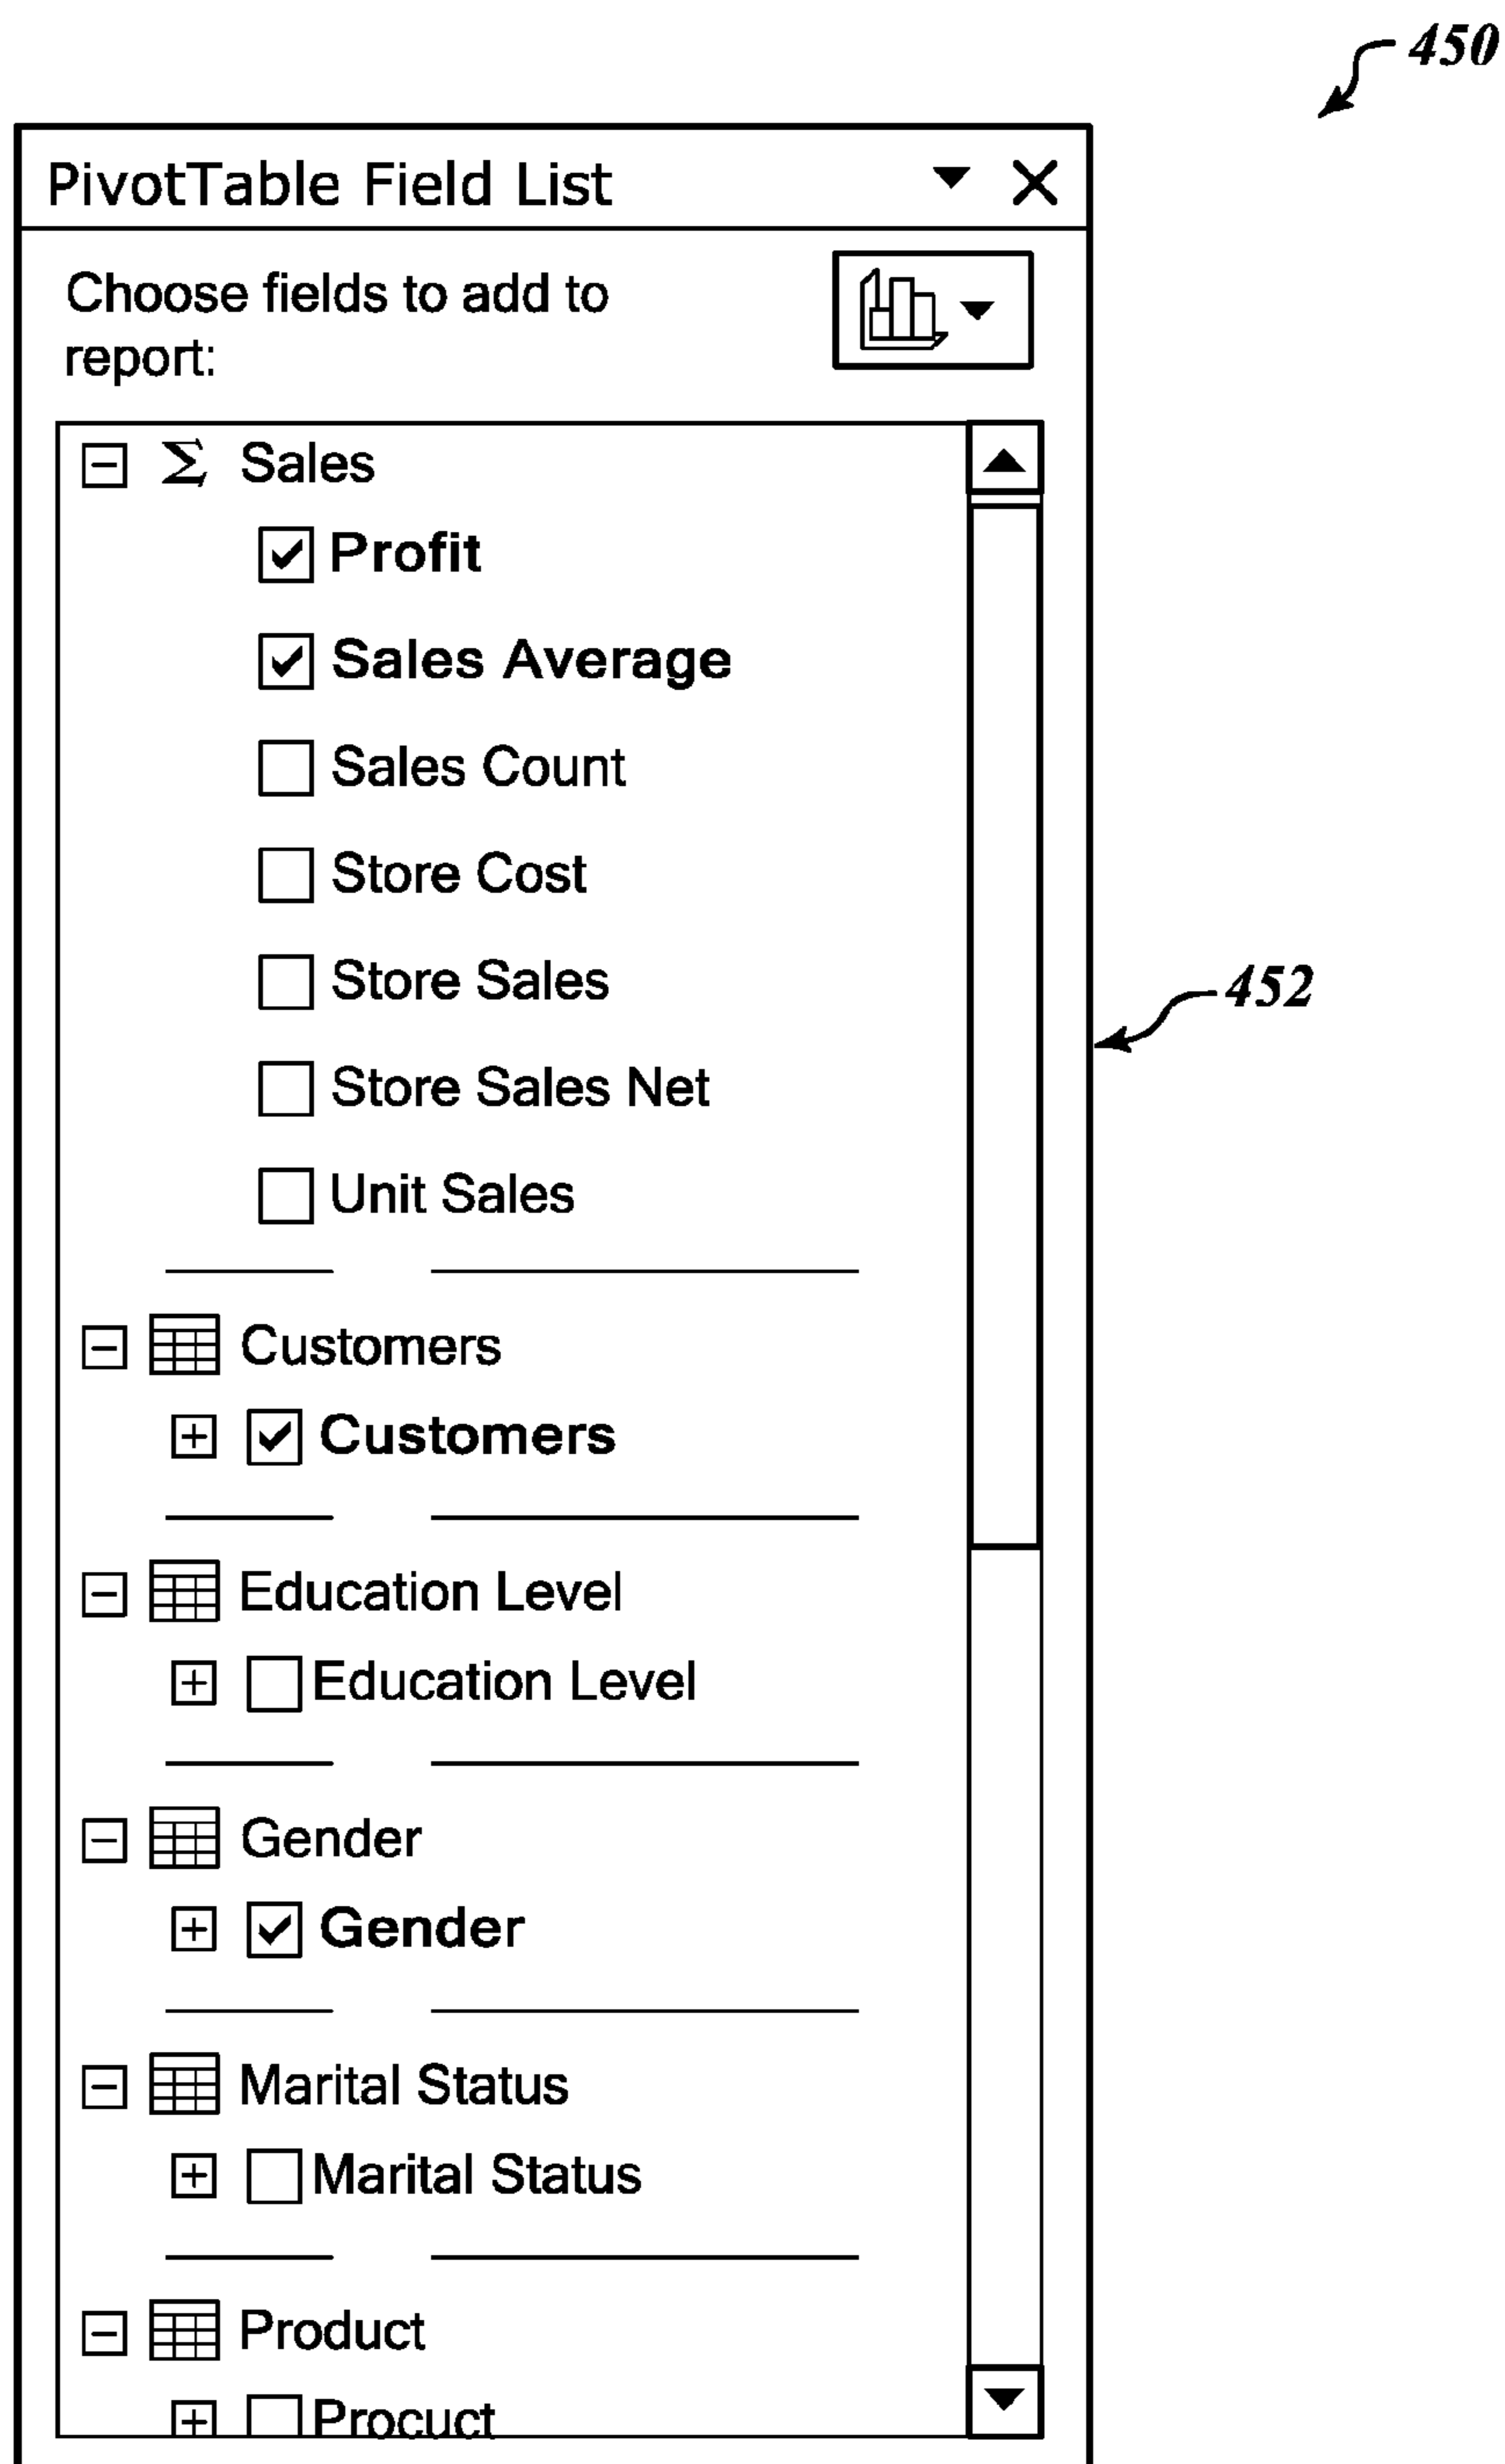 450
PivotTable Field List
Choose fields to add to
report:
Sales
Profit
Sales Average
Sales Count
Store Cost
Store Sales
452
Store Sales Net
Unit Sales
Customers
Customers
Education Level
Education Level
Gender
Gender
Marital Status
Marital Status
Product
Procuct